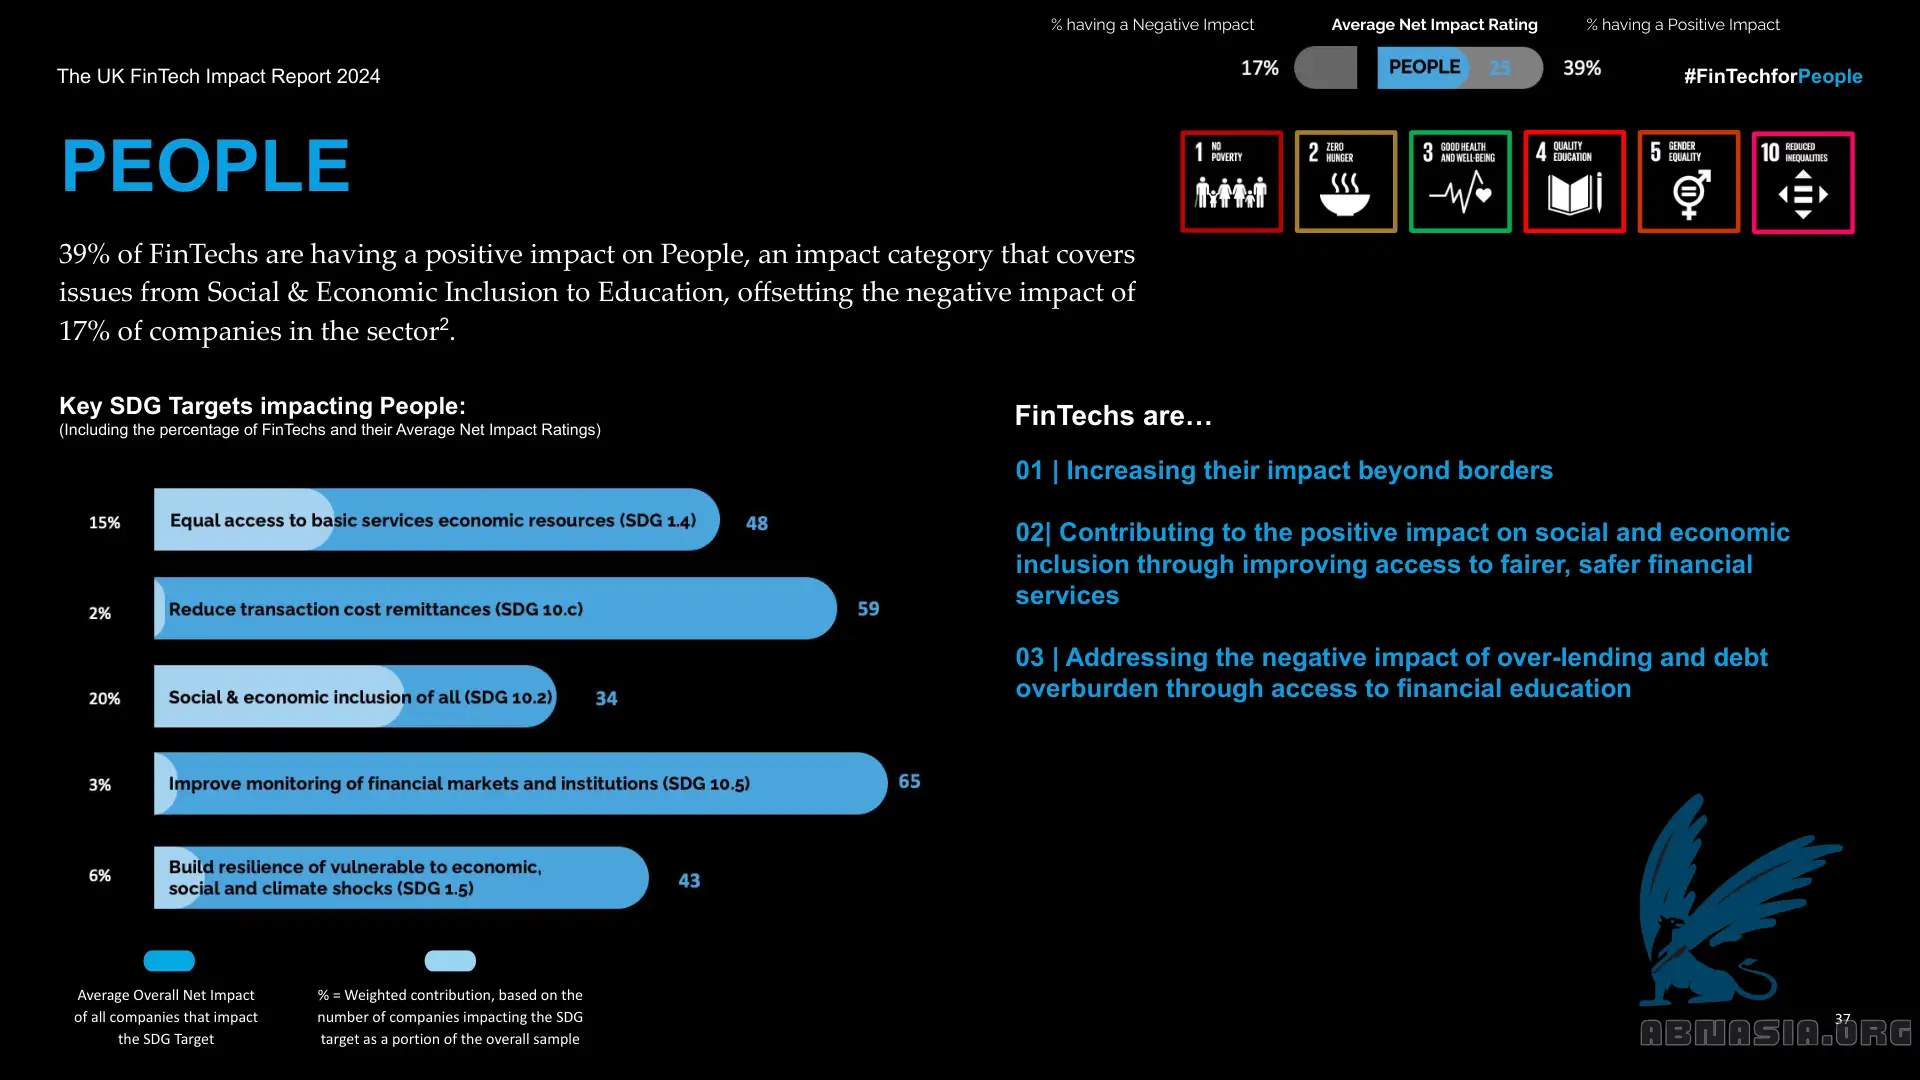 % having a Negative Impact
Average Net Impact Rating
% having a Positive Impact
The UK FinTech Impact Report 2024
17%
PEOPLE
25
39%
#FinTechforPeople
PEOPLE
1 NO
POVERTY
2 ZERO
HUNGER
3 GOOD HEALTH
AND WELL-BEING
4 QUALITY
EDUCATION
5 GENDER
EQUALITY
10 REDUCED
INEQUALITIES
39% of FinTechs are having a positive impact on People, an impact category that covers
issues from Social & Economic Inclusion to Education, offsetting the negative impact of
17% of companies in the sector².
Key SDG Targets impacting People:
(Including the percentage of FinTechs and their Average Net Impact Ratings)
15%
Equal access to basic services economic resources (SDG 1.4)
48
2%
Reduce transaction cost remittances (SDG 10.c)
59
20%
Social & economic inclusion of all (SDG 10.2)
34
3%
Improve monitoring of financial markets and institutions (SDG 10.5)
65
6%
Build resilience of vulnerable to economic,
social and climate shocks (SDG 1.5)
43
Average Overall Net Impact
of all companies that impact
the SDG Target
% = Weighted contribution, based on the
number of companies impacting the SDG
target as a portion of the overall sample
FinTechs are…
01 | Increasing their impact beyond borders
02| Contributing to the positive impact on social and economic
inclusion through improving access to fairer, safer financial
services
03 | Addressing the negative impact of over-lending and debt
overburden through access to financial education
37
ABMASIA.ORG